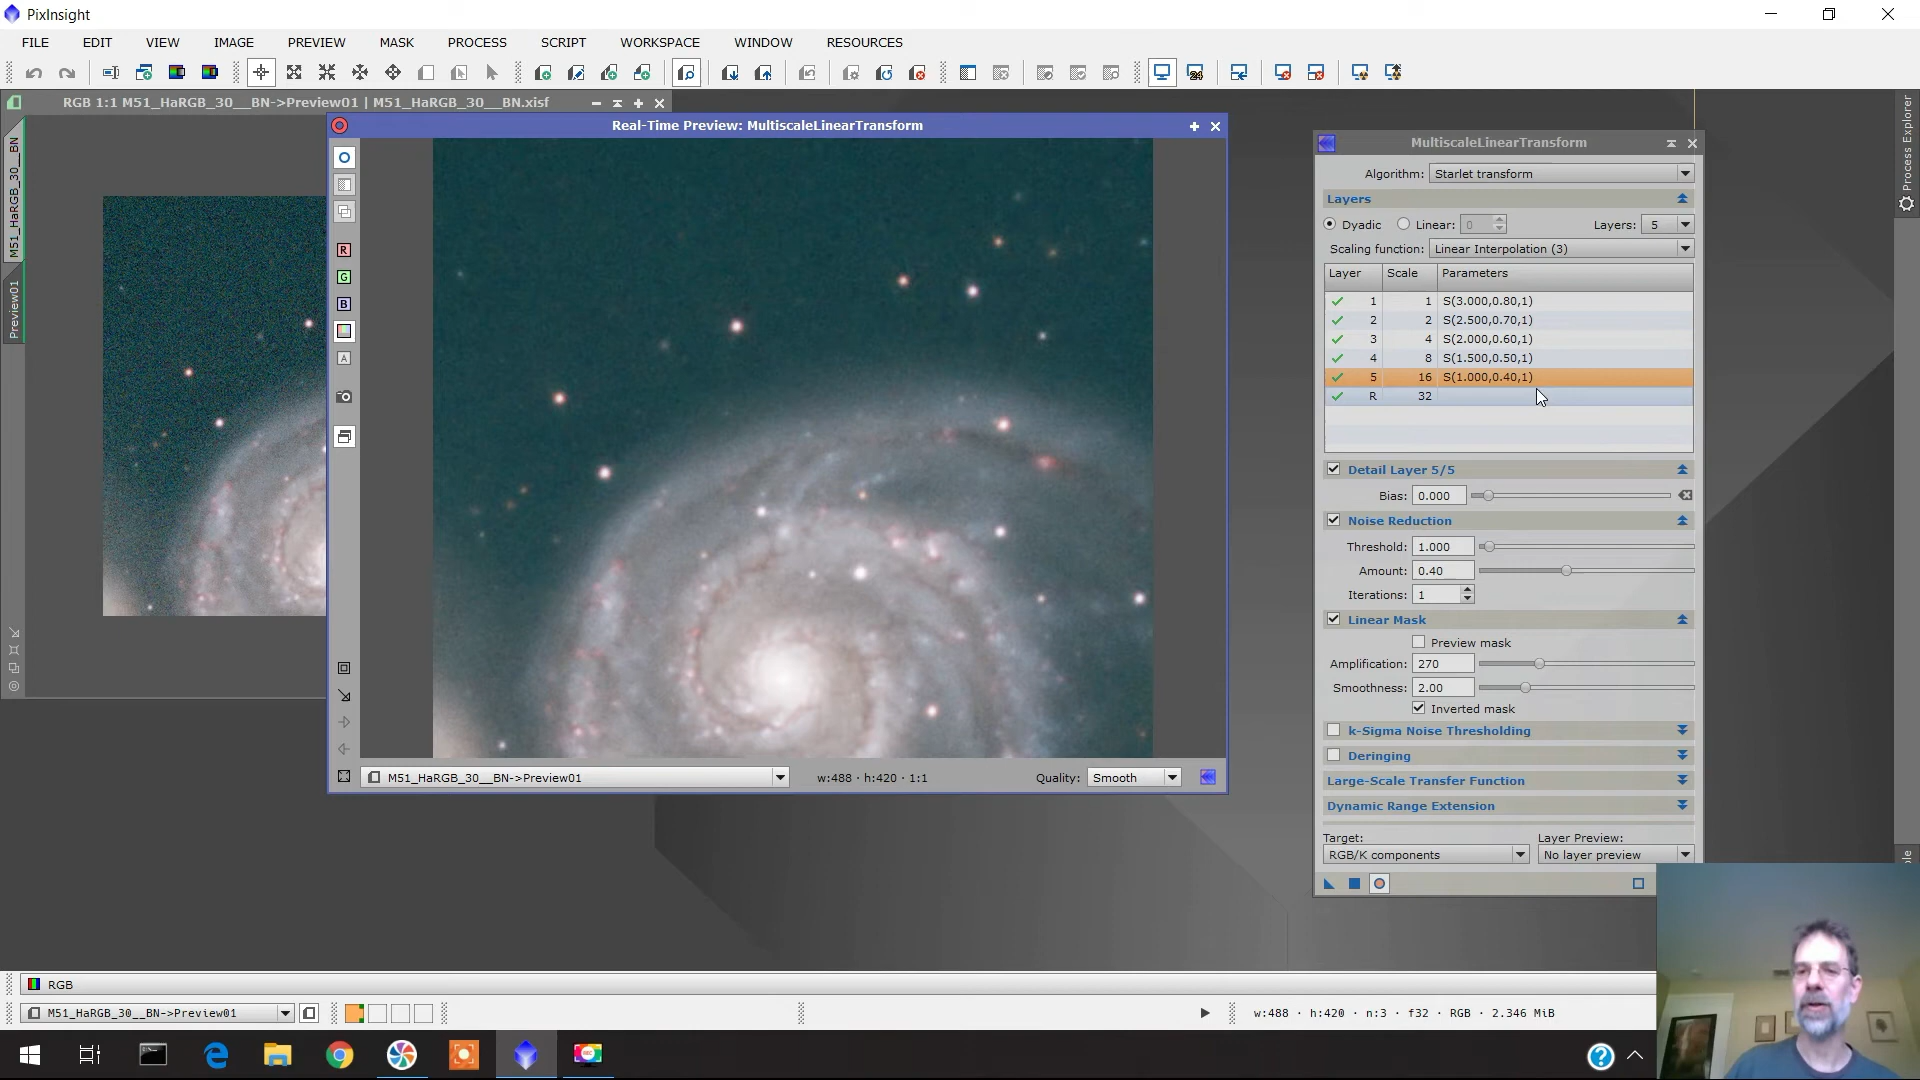 PixInsight
FILE EDIT VIEW IMAGE PREVIEW MASK PROCESS SCRIPT WORKSPACE WINDOW RESOURCES
24
RGB 1:1 M51_HaRGB_30__BN->Preview01 | M51_HaRGB_30__BN.xisf
M51_HaRGB_30__BN
Preview01
Real-Time Preview: MultiscaleLinearTransform
R
G
B
A
M51_HaRGB_30__BN->Preview01
w:488 · h:420 · 1:1
Quality: Smooth
MultiscaleLinearTransform
Algorithm: Starlet transform
Layers
Dyadic Linear: 0 Layers: 5
Scaling function: Linear Interpolation (3)
Layer Scale Parameters
1 1 S(3.000,0.80,1)
2 2 S(2.500,0.70,1)
3 4 S(2.000,0.60,1)
4 8 S(1.500,0.50,1)
5 16 S(1.000,0.40,1)
R 32
Detail Layer 5/5
Bias: 0.000
Noise Reduction
Threshold: 1.000
Amount: 0.40
Iterations: 1
Linear Mask
Preview mask
Amplification: 270
Smoothness: 2.00
Inverted mask
k-Sigma Noise Thresholding
Deringing
Large-Scale Transfer Function
Dynamic Range Extension
Target: Layer Preview:
RGB/K components No layer preview
Process Explorer
RGB
M51_HaRGB_30__BN->Preview01
w:488 · h:420 · n:3 · f32 · RGB · 2.346 MiB